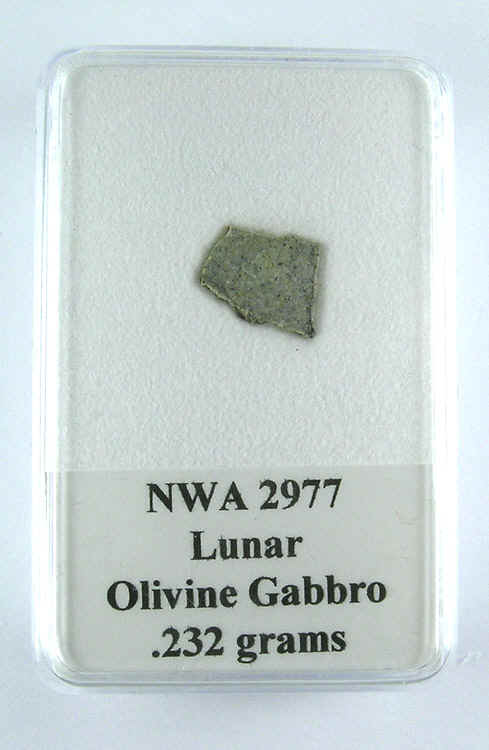 NWA 2977
Lunar
Olivine Gabbro
.232 grams